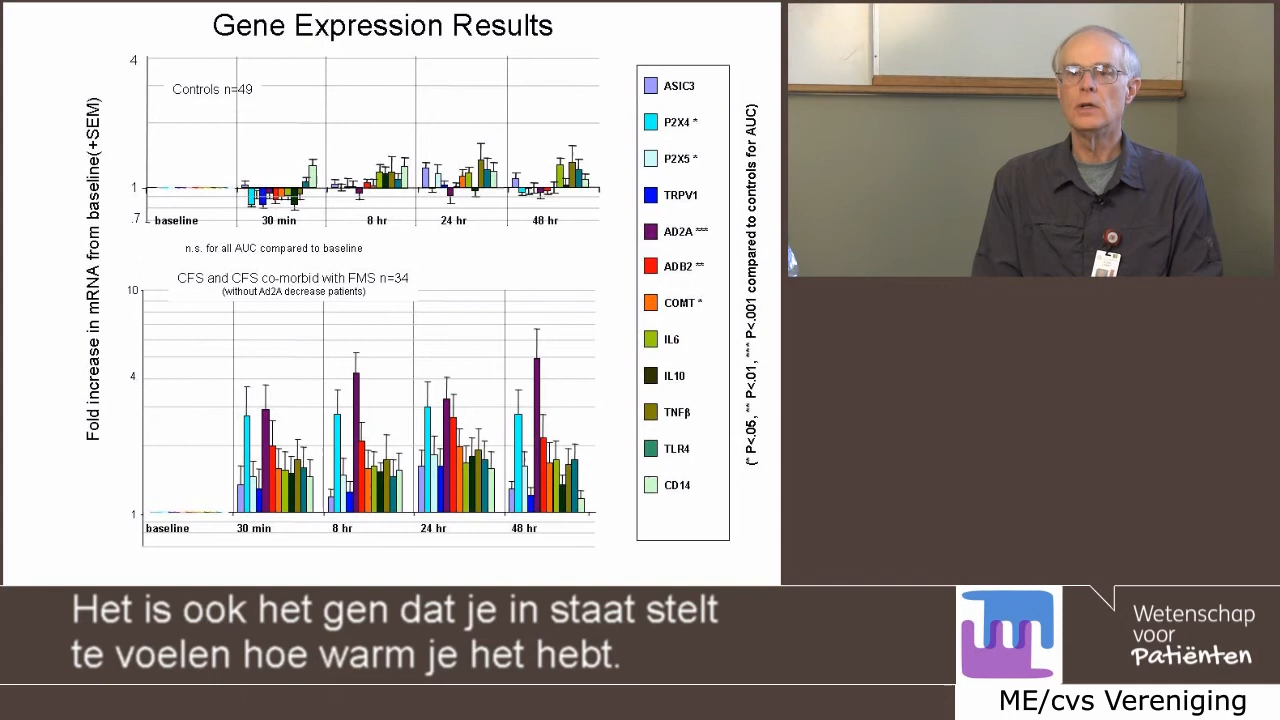 Gene Expression Results
Fold increase in mRNA from baseline(+SEM)
4
Controls n=49
1
.7
baseline
30 min
8 hr
24 hr
48 hr
n.s. for all AUC compared to baseline
CFS and CFS co-morbid with FMS n=34
(without Ad2A decrease patients)
10
4
1
baseline
30 min
8 hr
24 hr
48 hr
ASIC3
P2X4 *
P2X5 *
TRPV1
AD2A ***
ADB2 **
COMT *
IL6
IL10
TNFβ
TLR4
CD14
(* P<.05, ** P<.01, *** P<.001 compared to controls for AUC)
Het is ook het gen dat je in staat stelt
te voelen hoe warm je het hebt.
Wetenschap
voor
Patiënten
ME/cvs Vereniging